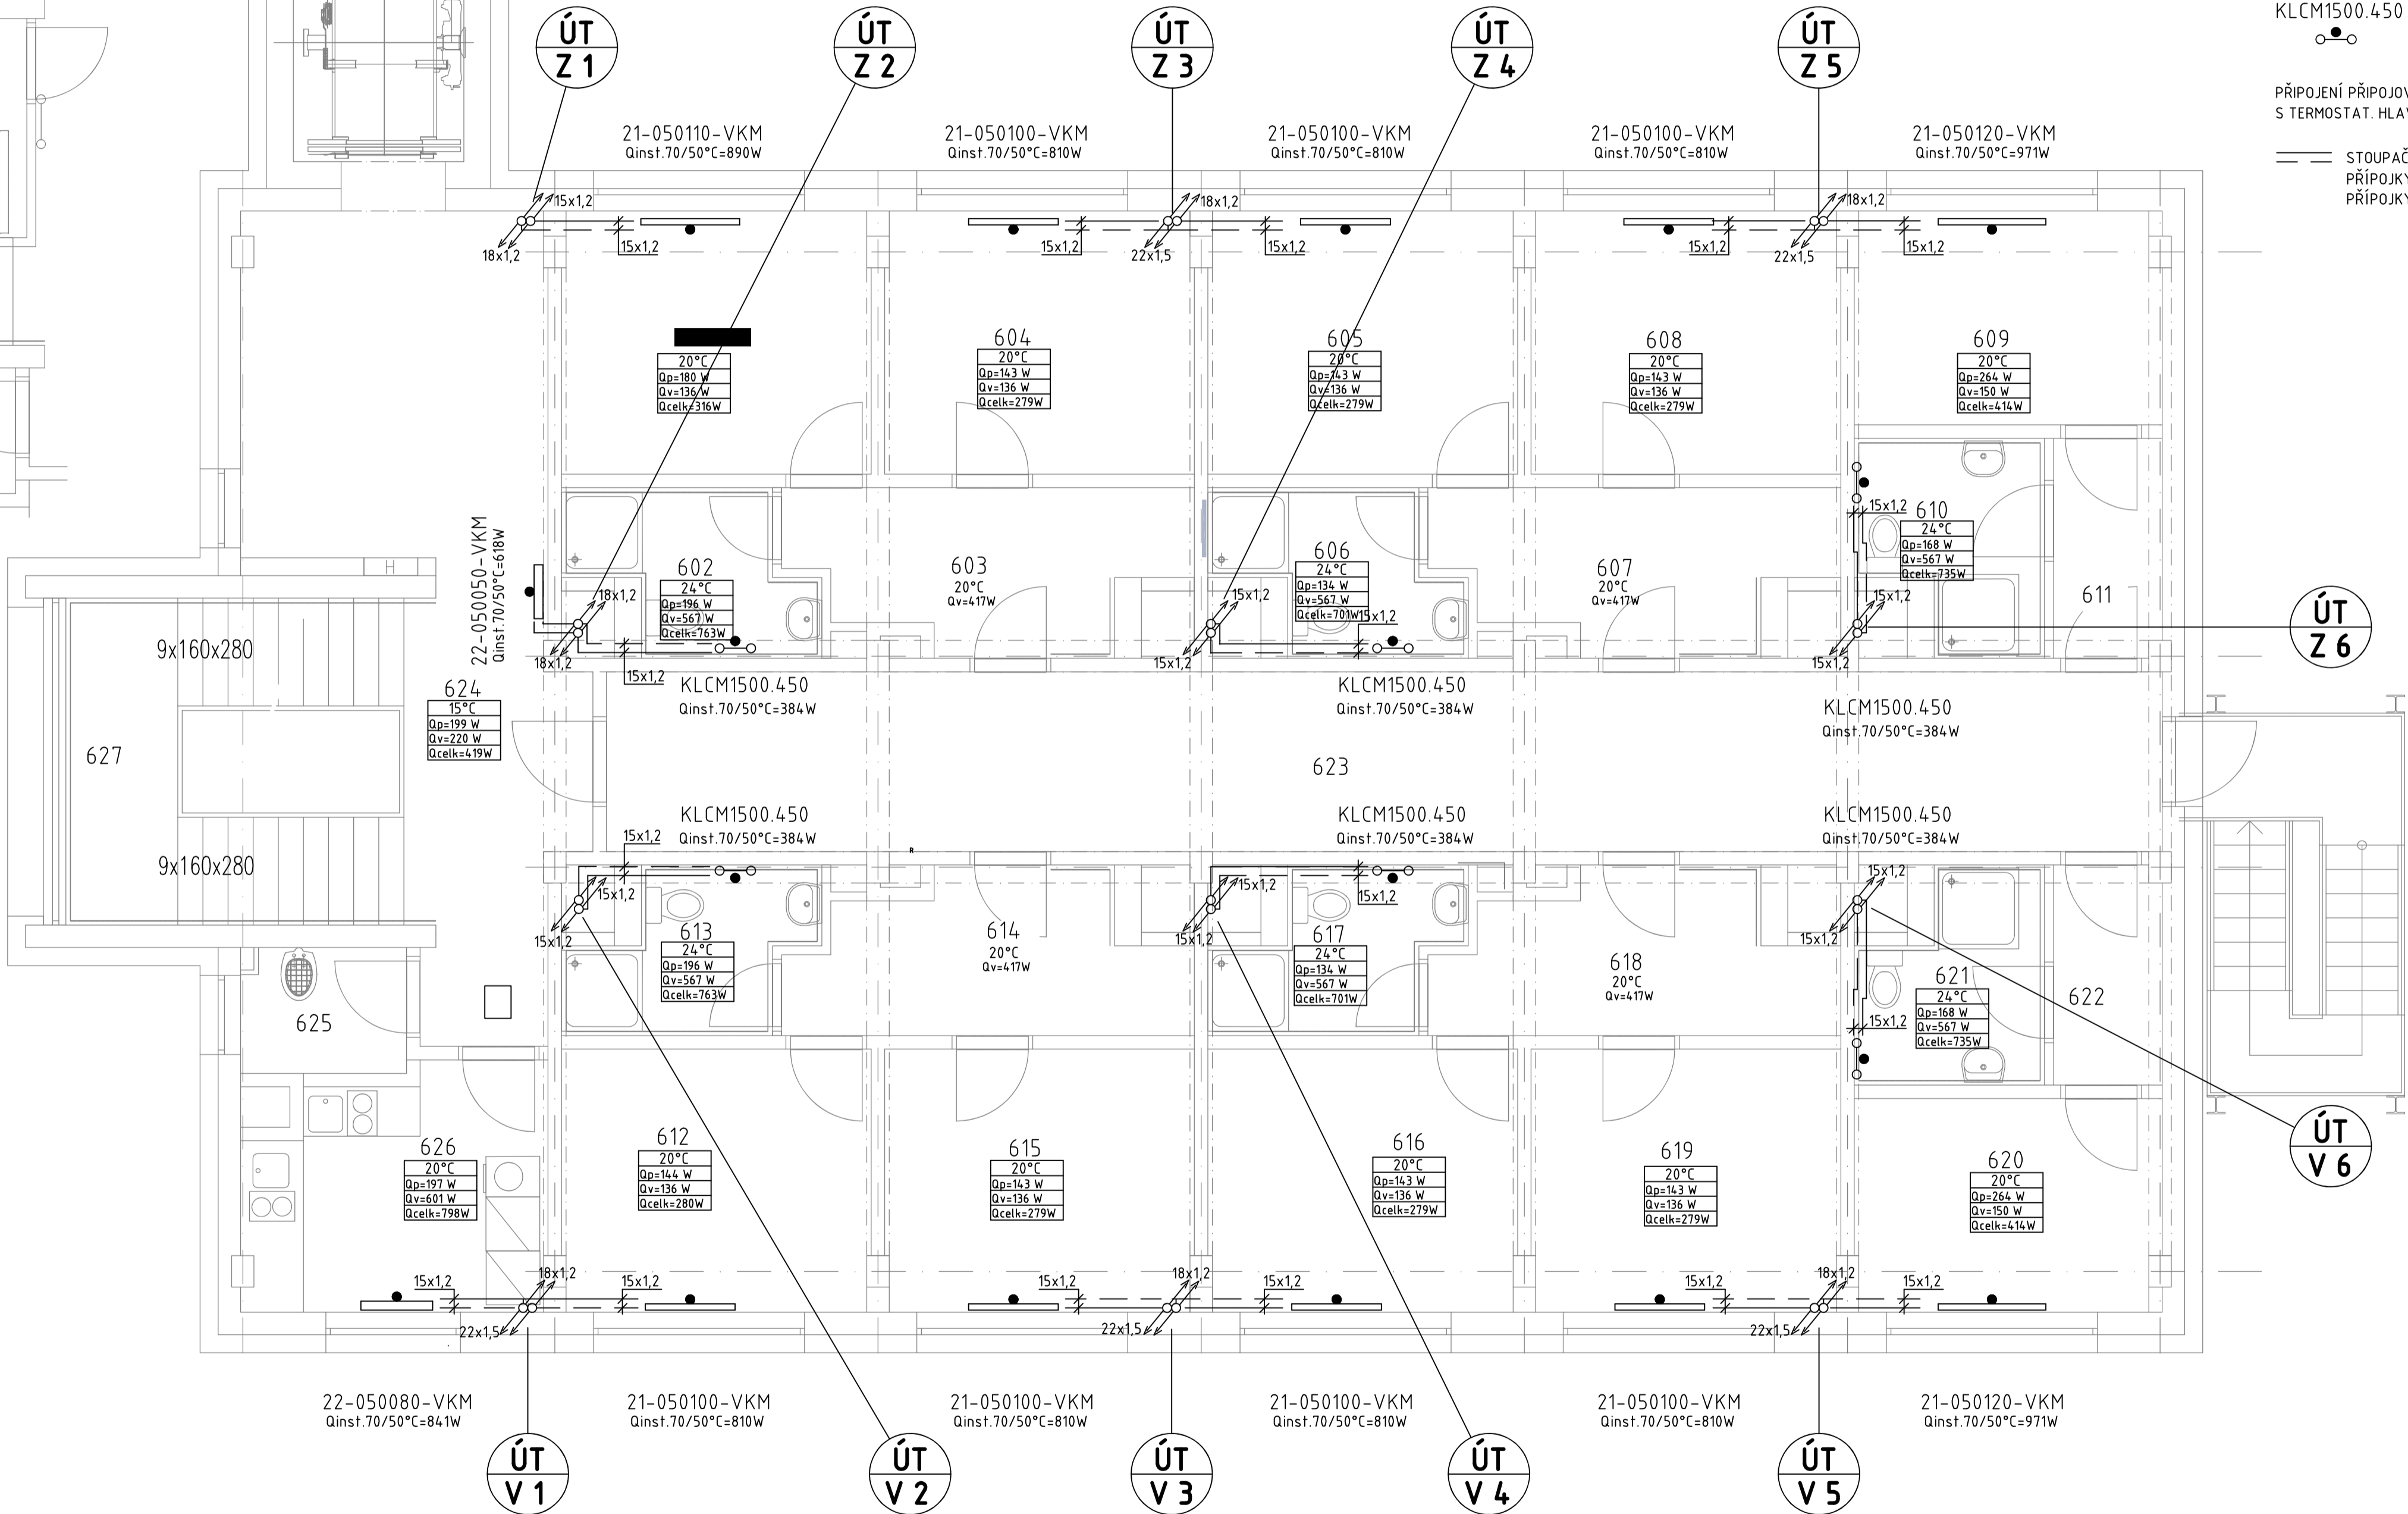 KLCM1500.450
ÚT
Z 1
ÚT
Z 2
ÚT
Z 3
ÚT
Z 4
ÚT
Z 5
PŘIPOJENÍ
S TERMOSTAT.
STOUPAČ
PŘÍPOJKY
PŘÍPOJKY
21-050110-VKM
Qinst.70/50°C=890W
21-050100-VKM
Qinst.70/50°C=810W
21-050100-VKM
Qinst.70/50°C=810W
21-050100-VKM
Qinst.70/50°C=810W
21-050120-VKM
Qinst.70/50°C=971W
15x1,2
18x1,2
15x1,2
18x1,2
15x1,2
22x1,5
15x1,2
18x1,2
15x1,2
22x1,5
15x1,2
20°C
Qp=180 W
Qv=136 W
Qcelk=316W
604
20°C
Qp=143 W
Qv=136 W
Qcelk=279W
605
20°C
Qp=143 W
Qv=136 W
Qcelk=279W
608
20°C
Qp=143 W
Qv=136 W
Qcelk=279W
609
20°C
Qp=264 W
Qv=150 W
Qcelk=414W
22-050050-VKM
Qinst.70/50°C=618W
H
602
24°C
Qp=196 W
Qv=567 W
Qcelk=763W
18x1,2
18x1,2
15x1,2
603
20°C
Qv=417W
606
24°C
Qp=134 W
Qv=567 W
Qcelk=701W
15x1,2
15x1,2
15x1,2
607
20°C
Qv=417W
15x1,2
610
24°C
Qp=168 W
Qv=567 W
Qcelk=735W
15x1,2
15x1,2
611
ÚT
Z 6
9x160x280
624
15°C
Qp=199 W
Qv=220 W
Qcelk=419W
627
9x160x280
KLCM1500.450
Qinst.70/50°C=384W
KLCM1500.450
Qinst.70/50°C=384W
KLCM1500.450
Qinst.70/50°C=384W
623
KLCM1500.450
Qinst.70/50°C=384W
KLCM1500.450
Qinst.70/50°C=384W
KLCM1500.450
Qinst.70/50°C=384W
15x1,2
15x1,2
15x1,2
R
613
24°C
Qp=196 W
Qv=567 W
Qcelk=763W
614
20°C
Qv=417W
15x1,2
15x1,2
15x1,2
617
24°C
Qp=134 W
Qv=567 W
Qcelk=701W
618
20°C
Qv=417W
15x1,2
15x1,2
15x1,2
621
24°C
Qp=168 W
Qv=567 W
Qcelk=735W
622
625
ÚT
V 6
626
20°C
Qp=197 W
Qv=601 W
Qcelk=798W
612
20°C
Qp=144 W
Qv=136 W
Qcelk=280W
615
20°C
Qp=143 W
Qv=136 W
Qcelk=279W
616
20°C
Qp=143 W
Qv=136 W
Qcelk=279W
619
20°C
Qp=143 W
Qv=136 W
Qcelk=279W
620
20°C
Qp=264 W
Qv=150 W
Qcelk=414W
15x1,2
18x1,2
15x1,2
22x1,5
15x1,2
18x1,2
15x1,2
22x1,5
15x1,2
18x1,2
15x1,2
22x1,5
22-050080-VKM
Qinst.70/50°C=841W
21-050100-VKM
Qinst.70/50°C=810W
21-050100-VKM
Qinst.70/50°C=810W
21-050100-VKM
Qinst.70/50°C=810W
21-050100-VKM
Qinst.70/50°C=810W
21-050120-VKM
Qinst.70/50°C=971W
ÚT
V 1
ÚT
V 2
ÚT
V 3
ÚT
V 4
ÚT
V 5